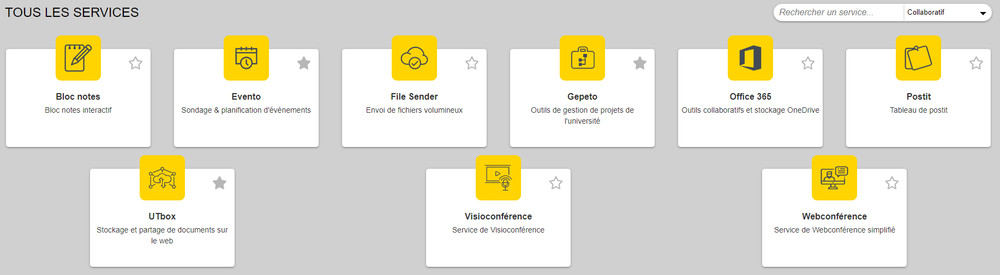 TOUS LES SERVICES
Rechercher un service...
Collaboratif
Bloc notes
Bloc notes interactif
Evento
Sondage & planification d'événements
File Sender
Envoi de fichiers volumineux
Gepeto
Outils de gestion de projets de
l'université
Office 365
Outils collaboratifs et stockage OneDrive
Postit
Tableau de postit
UTbox
Stockage et partage de documents sur
le web
Visioconférence
Service de Visioconférence
Webconférence
Service de Webconférence simplifié